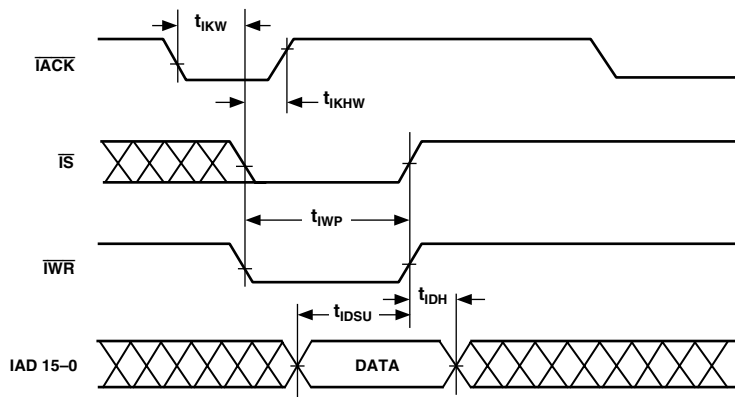 tIKW
IACK
tIKHW
IS
tIWP
IWR
tIDH
tIDSU
IAD 15–0
DATA